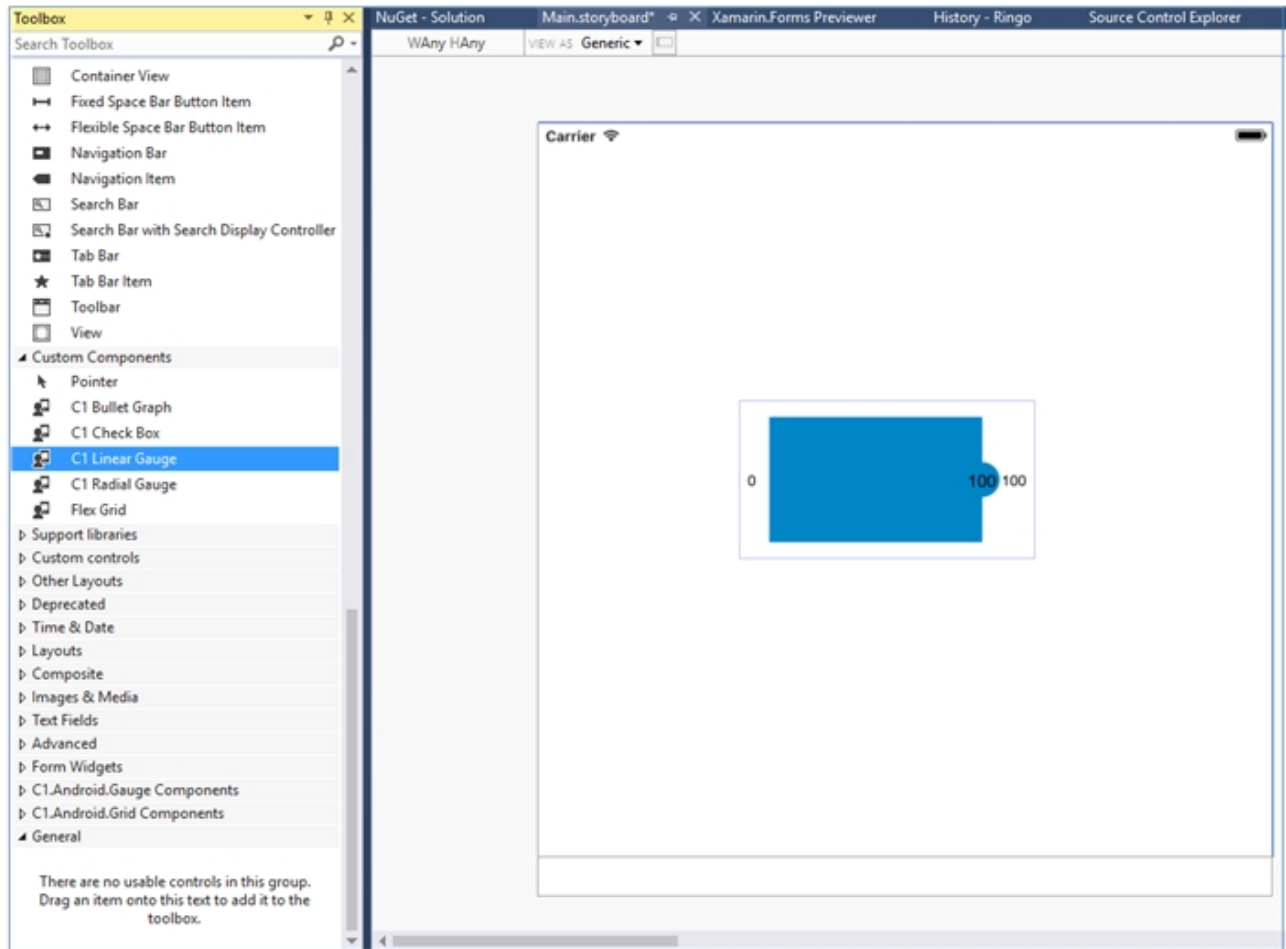 Toolbox
Search Toolbox
Container View
Fixed Space Bar Button Item
Flexible Space Bar Button Item
Navigation Bar
Navigation Item
Search Bar
Search Bar with Search Display Controller
Tab Bar
Tab Bar Item
Toolbar
View
Custom Components
Pointer
C1 Bullet Graph
C1 Check Box
C1 Linear Gauge
C1 Radial Gauge
Flex Grid
Support libraries
Custom controls
Other Layouts
Deprecated
Time & Date
Layouts
Composite
Images & Media
Text Fields
Advanced
Form Widgets
C1.Android.Gauge Components
C1.Android.Grid Components
General
There are no usable controls in this group.
Drag an item onto this text to add it to the
toolbox.
NuGet - Solution Main.storyboard* Xamarin.Forms Previewer History - Ringo Source Control Explorer
WAny HAny VIEW AS Generic
Carrier
0 100 100